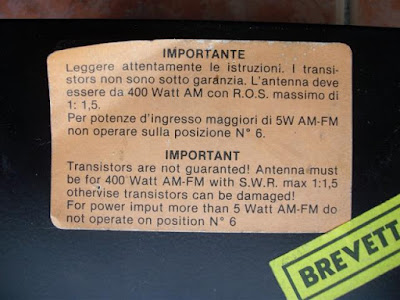 IMPORTANTE
Leggere attentamente le istruzioni. I transi-
stors non sono sotto garánzia. L'antenna deve
essere da 400 Watt AM con R.O.S. massimo di
1: 1,5.
Per potenze d'ingresso maggiori di 5W AM-FM
non operare sulla posizione N° 6.
IMPORTANT
Transistors are not guaranted! Antenna must
be for 400 Watt AM-FM with S.W.R. max 1:1,5
othervise transistors can be damaged!
For power imput more than 5 Watt AM-FM do
not operate on position N° 6
BREVETT